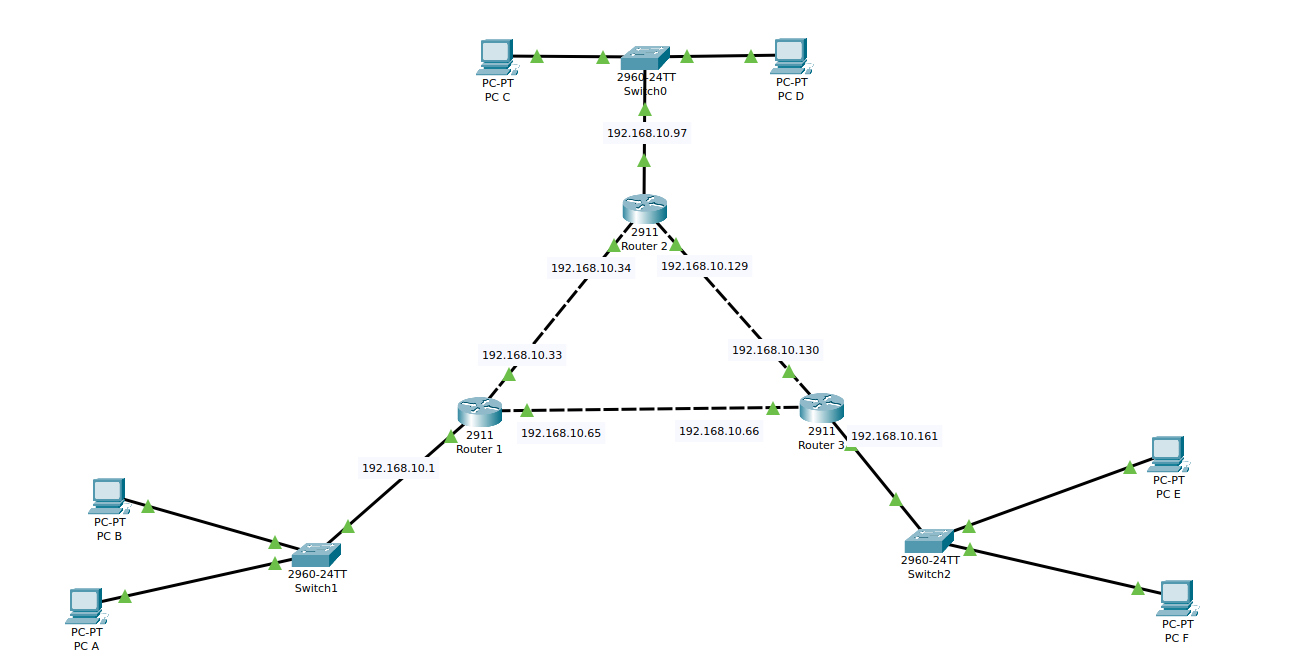 PC-PT
PC C
2960-24TT
Switch0
PC-PT
PC D
192.168.10.97
2911
Router 2
192.168.10.34
192.168.10.129
192.168.10.33
192.168.10.130
2911
Router 1
192.168.10.65
192.168.10.66
2911
Router 3
192.168.10.161
192.168.10.1
PC-PT
PC B
PC-PT
PC E
2960-24TT
Switch1
2960-24TT
Switch2
PC-PT
PC A
PC-PT
PC F